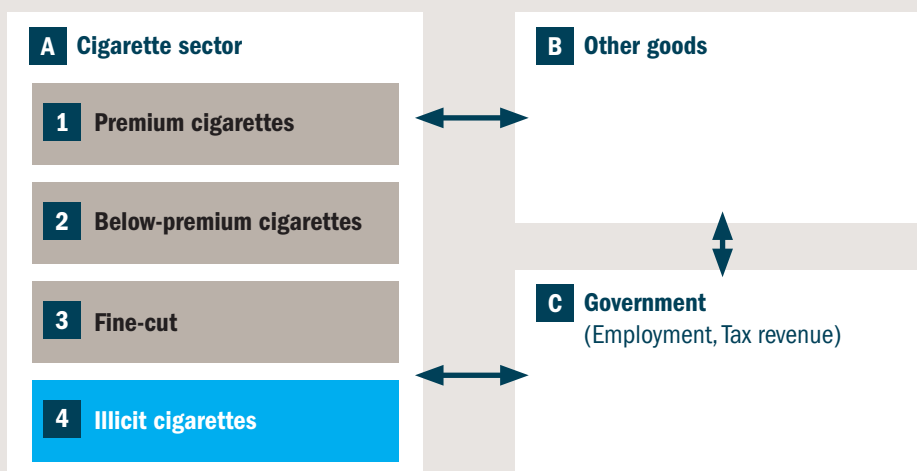 A Cigarette sector
1 Premium cigarettes
2 Below-premium cigarettes
3 Fine-cut
4 Illicit cigarettes
B Other goods
C Government
(Employment, Tax revenue)